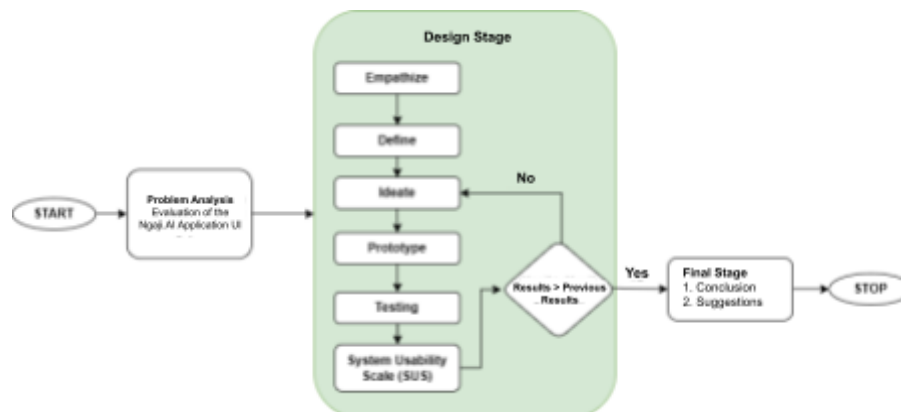 START
Problem Analysis
Evaluation of the
Ngaji.AI Application UI
Design Stage
Empathize
Define
Ideate
Prototype
Testing
System Usability
Scale (SUS)
No
Results > Previous
Results
Yes
Final Stage
1. Conclusion
2. Suggestions
STOP